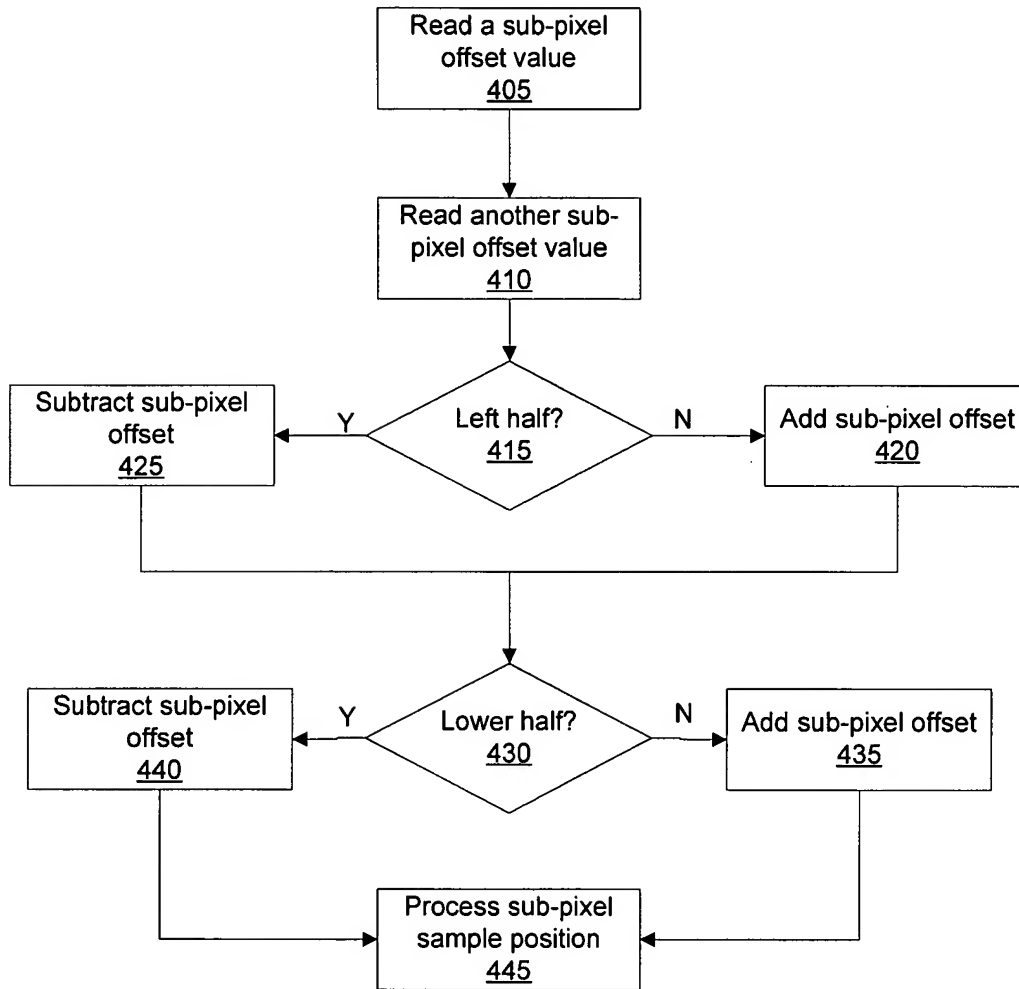 Read a sub-pixel
offset value
405
Read another sub-
pixel offset value
410
Left half?
415
Y
N
Subtract sub-pixel
offset
425
Add sub-pixel offset
420
Lower half?
430
Y
N
Subtract sub-pixel
offset
440
Add sub-pixel offset
435
Process sub-pixel
sample position
445